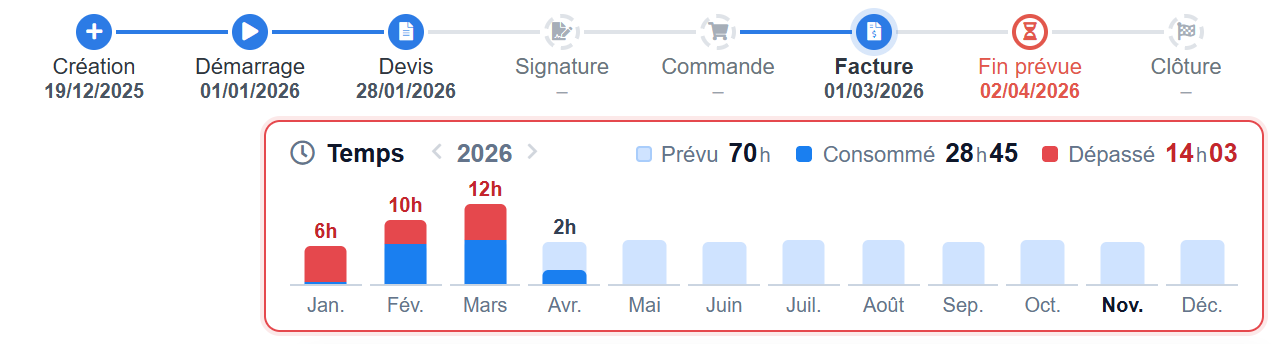 Création Démarrage Devis Signature Commande Facture Fin prévue Clôture
19/12/2025 01/01/2026 28/01/2026 – – 01/03/2026 02/04/2026 –
Temps 2026 Prévu 70h Consommé 28h45 Dépassé 14h03
6h 10h 12h 2h
Jan. Fév. Mars Avr. Mai Juin Juil. Août Sep. Oct. Nov. Déc.